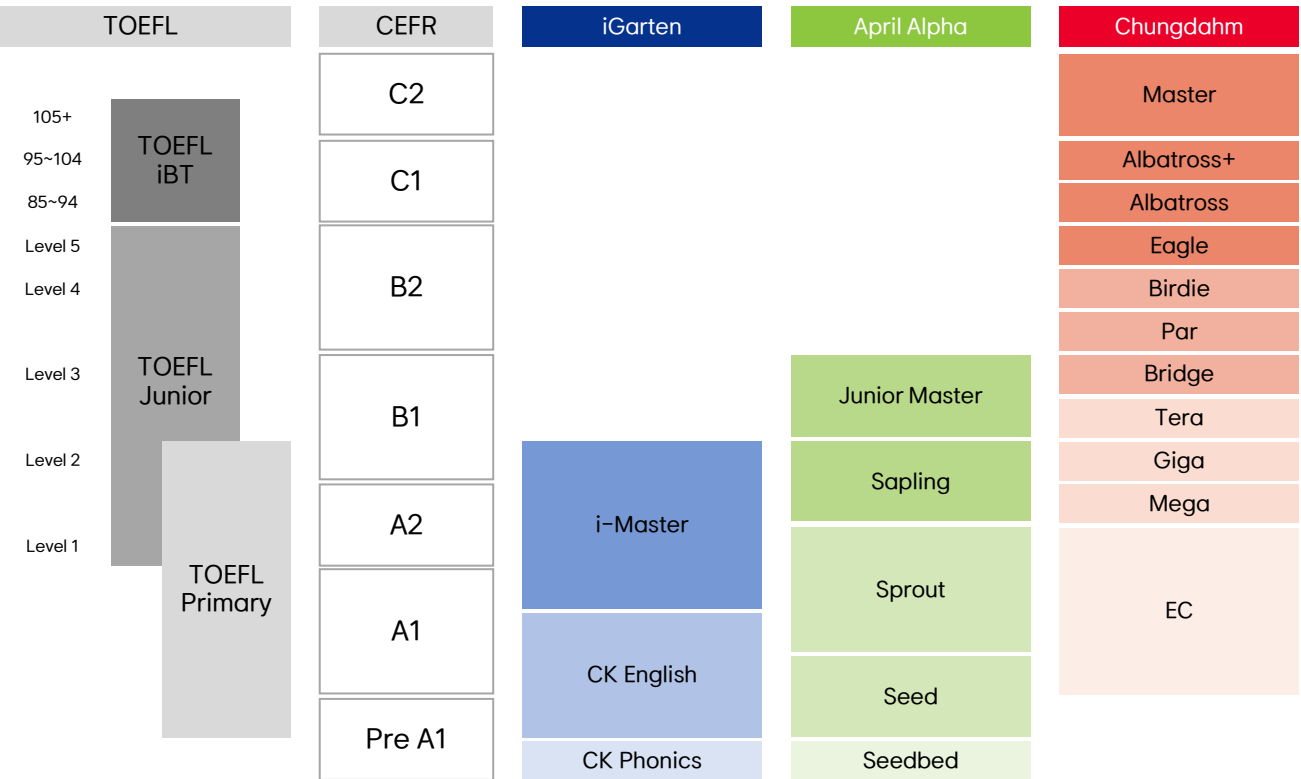 TOEFL
CEFR
iGarten
April Alpha
Chungdahm
105+
95~104
85~94
Level 5
Level 4
Level 3
Level 2
Level 1
TOEFL
iBT
TOEFL
Junior
TOEFL
Primary
C2
C1
B2
B1
A2
A1
Pre A1
i-Master
CK English
CK Phonics
Junior Master
Sapling
Sprout
Seed
Seedbed
Master
Albatross+
Albatross
Eagle
Birdie
Par
Bridge
Tera
Giga
Mega
EC